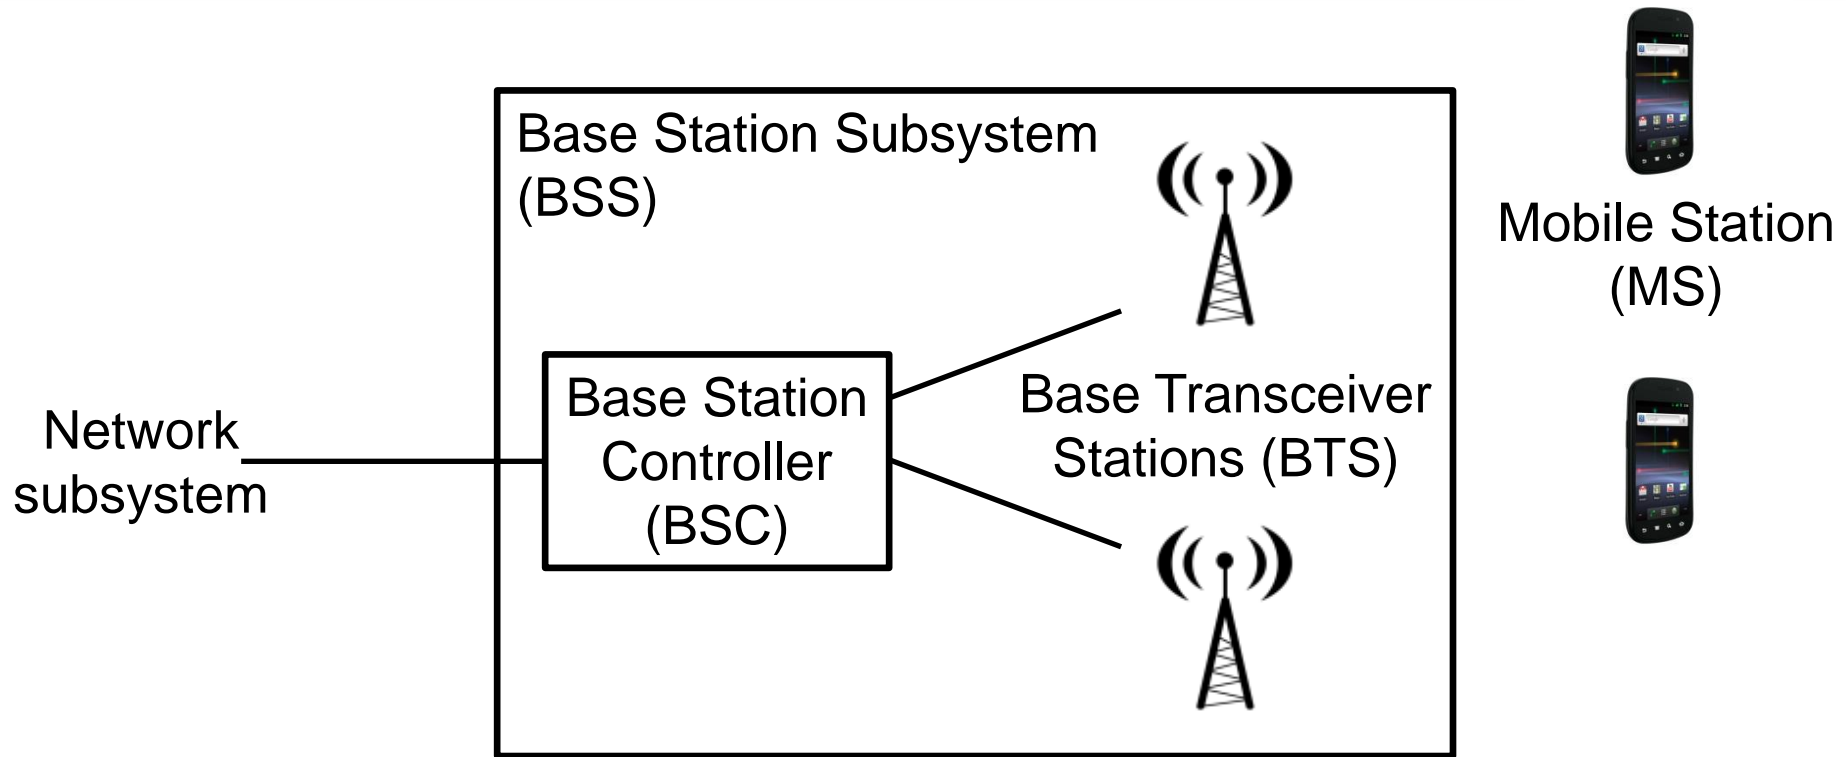 Base Station Subsystem
(BSS)
Mobile Station
(MS)
Base Station
Controller
(BSC)
Base Transceiver
Stations (BTS)
Network
subsystem